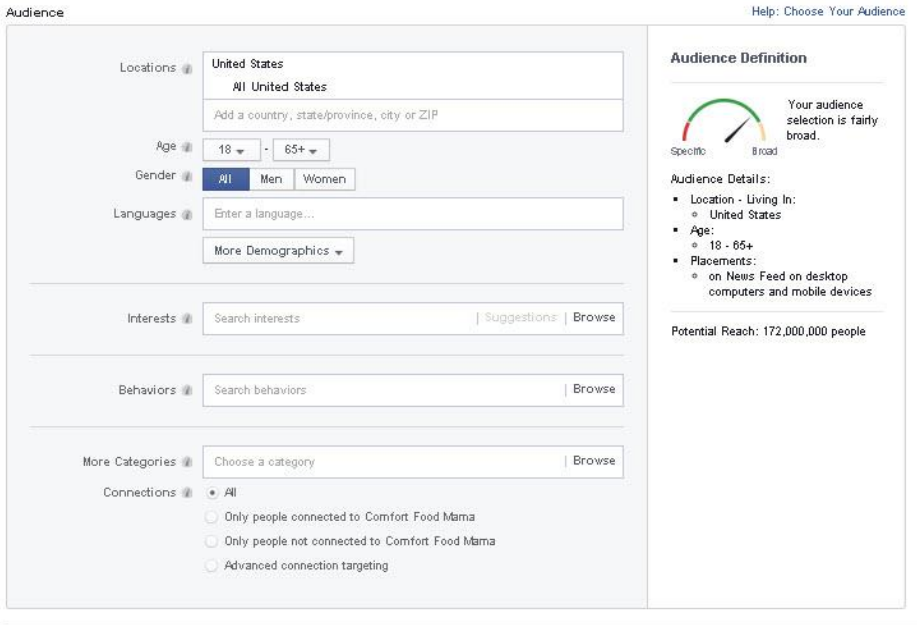 Audience
Help: Choose Your Audience
Locations
United States
All United States
Add a country, state/province, city or ZIP
Age
18 - 65+
Gender
All Men Women
Languages
Enter a language...
More Demographics
Interests
Search interests | Suggestions | Browse
Behaviors
Search behaviors | Browse
More Categories
Choose a category | Browse
Connections
All
Only people connected to Comfort Food Mama
Only people not connected to Comfort Food Mama
Advanced connection targeting
Audience Definition
Your audience
selection is fairly
broad.
Specific Broad
Audience Details:
Location - Living In:
United States
Age:
18 - 65+
Placements:
on News Feed on desktop
computers and mobile devices
Potential Reach: 172,000,000 people